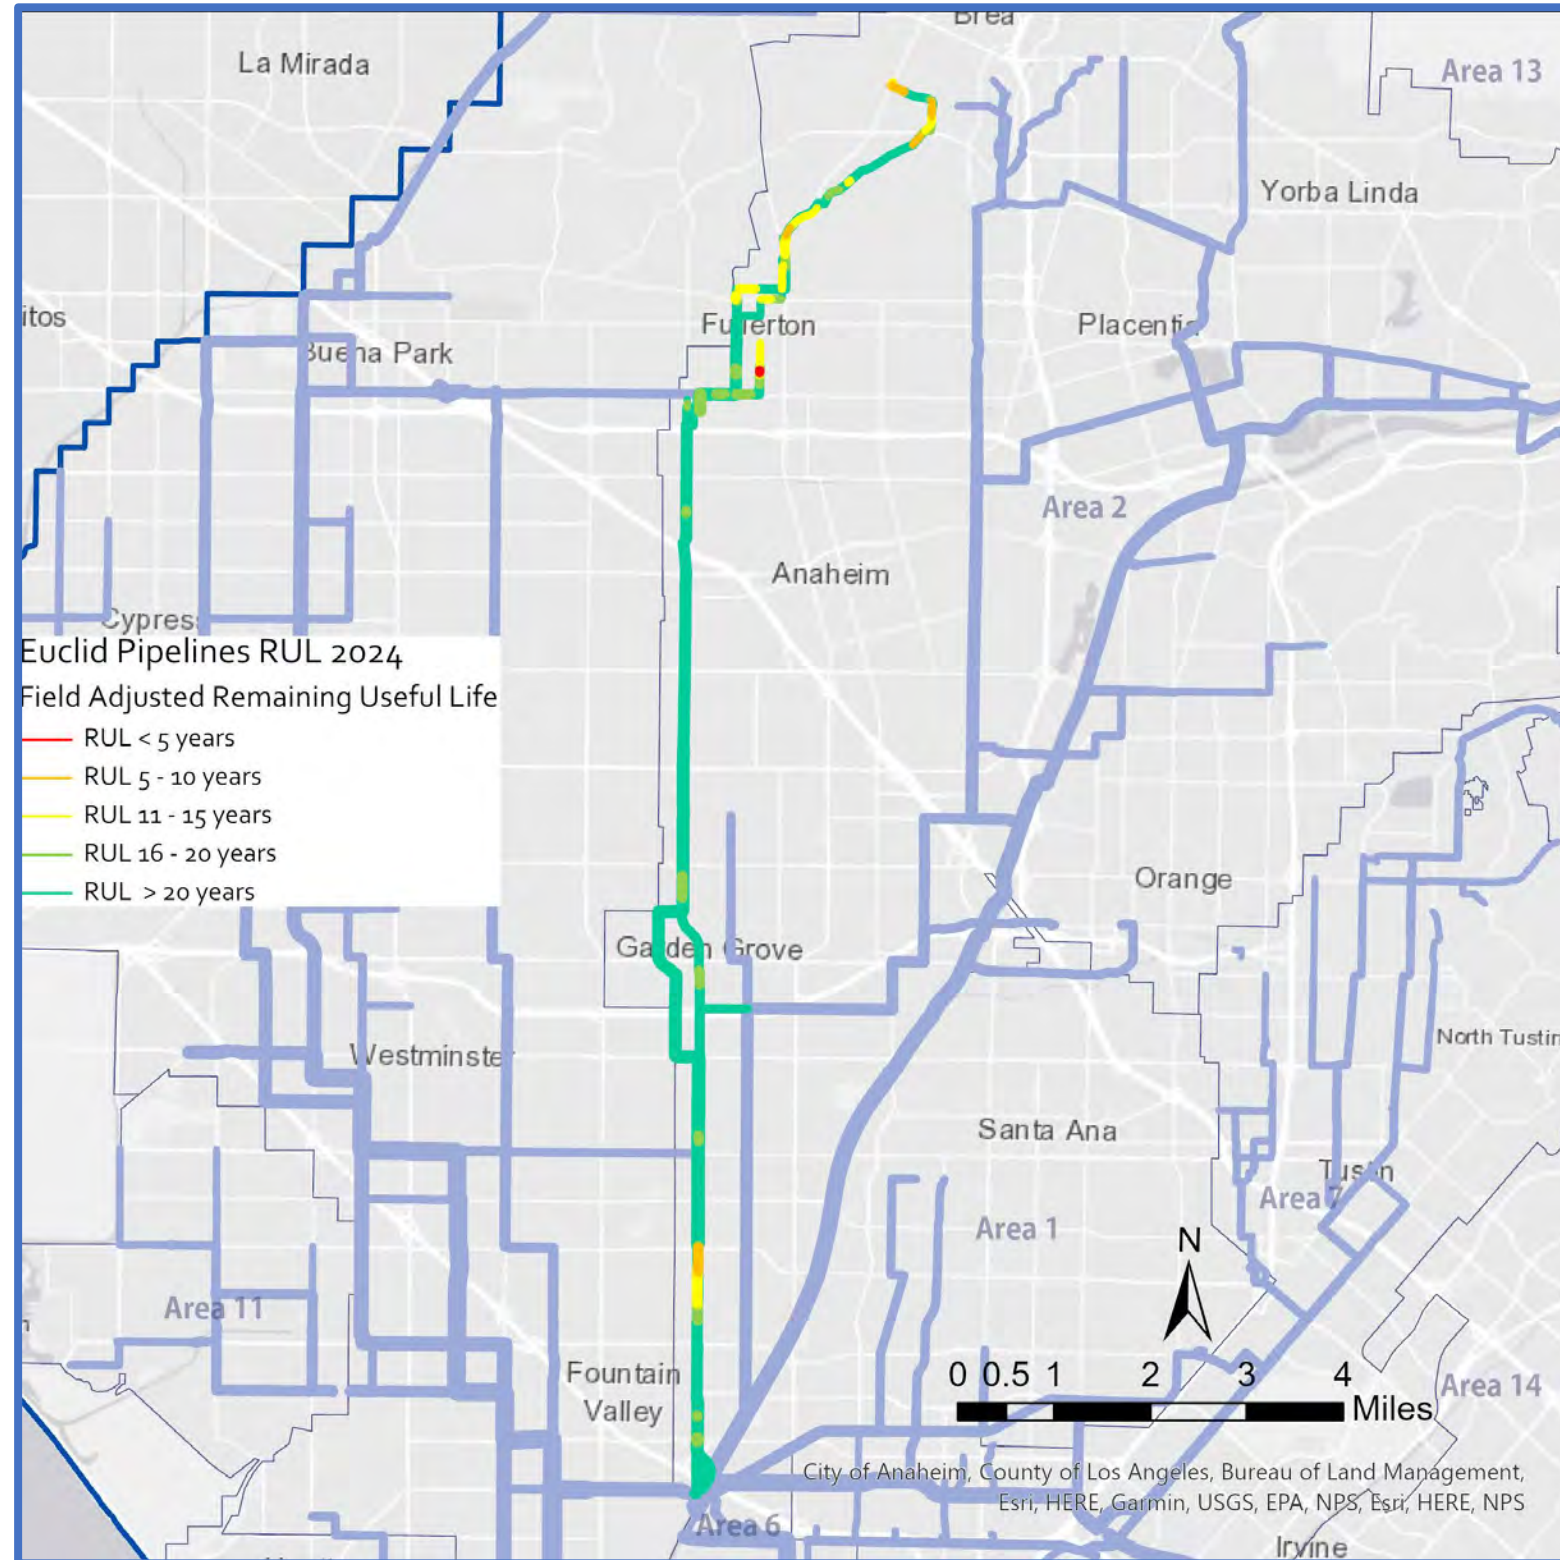 Brea
La Mirada
Area 13
Yorba Linda
itos
Fullerton
Placentia
Buena Park
Area 2
Anaheim
Cypress
Euclid Pipelines RUL 2024
Field Adjusted Remaining Useful Life
RUL < 5 years
RUL 5 - 10 years
RUL 11 - 15 years
RUL 16 - 20 years
RUL > 20 years
Orange
Garden Grove
North Tustin
Westminster
Santa Ana
Tustin
Area 7
Area 1
N
Area 11
Fountain
Valley
0 0.5 1 2 3 4
Miles
Area 14
City of Anaheim, County of Los Angeles, Bureau of Land Management,
Esri, HERE, Garmin, USGS, EPA, NPS, Esri, HERE, NPS
Area 6
Irvine